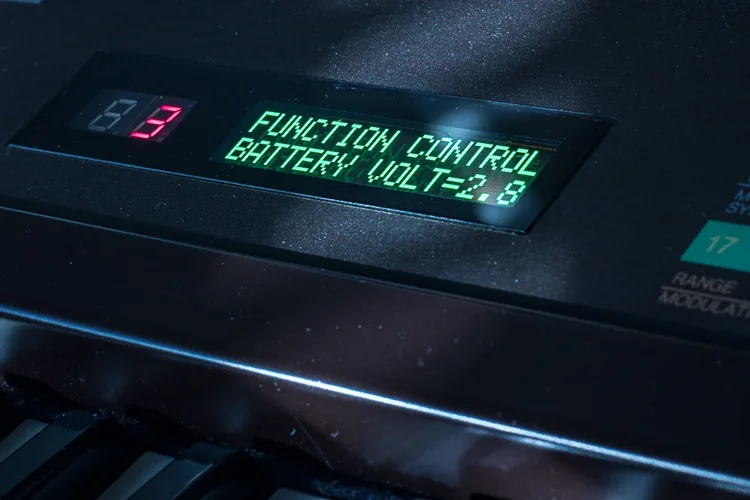 3
FUNCTION CONTROL
BATTERY VOLT=2.8
17
RANGE